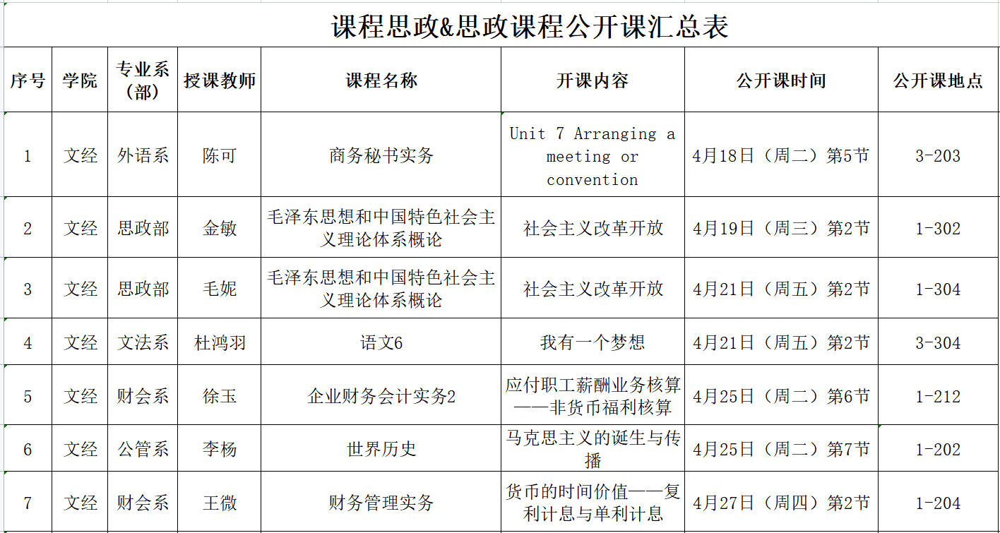 课程思政&思政课程公开课汇总表
序号 学院 专业系(部) 授课教师 课程名称 开课内容 公开课时间 公开课地点
1 文经 外语系 陈可 商务秘书实务 Unit 7 Arranging a meeting or convention 4月18日（周二）第5节 3-203
2 文经 思政部 金敏 毛泽东思想和中国特色社会主义理论体系概论 社会主义改革开放 4月19日（周三）第2节 1-302
3 文经 思政部 毛妮 毛泽东思想和中国特色社会主义理论体系概论 社会主义改革开放 4月21日（周五）第2节 1-304
4 文经 文法系 杜鸿羽 语文6 我有一个梦想 4月21日（周五）第2节 3-304
5 文经 财会系 徐玉 企业财务会计实务2 应付职工薪酬业务核算——非货币福利核算 4月25日（周二）第6节 1-212
6 文经 公管系 李杨 世界历史 马克思主义的诞生与传播 4月25日（周二）第7节 1-202
7 文经 财会系 王微 财务管理实务 货币的时间价值——复利计息与单利计息 4月27日（周四）第2节 1-204